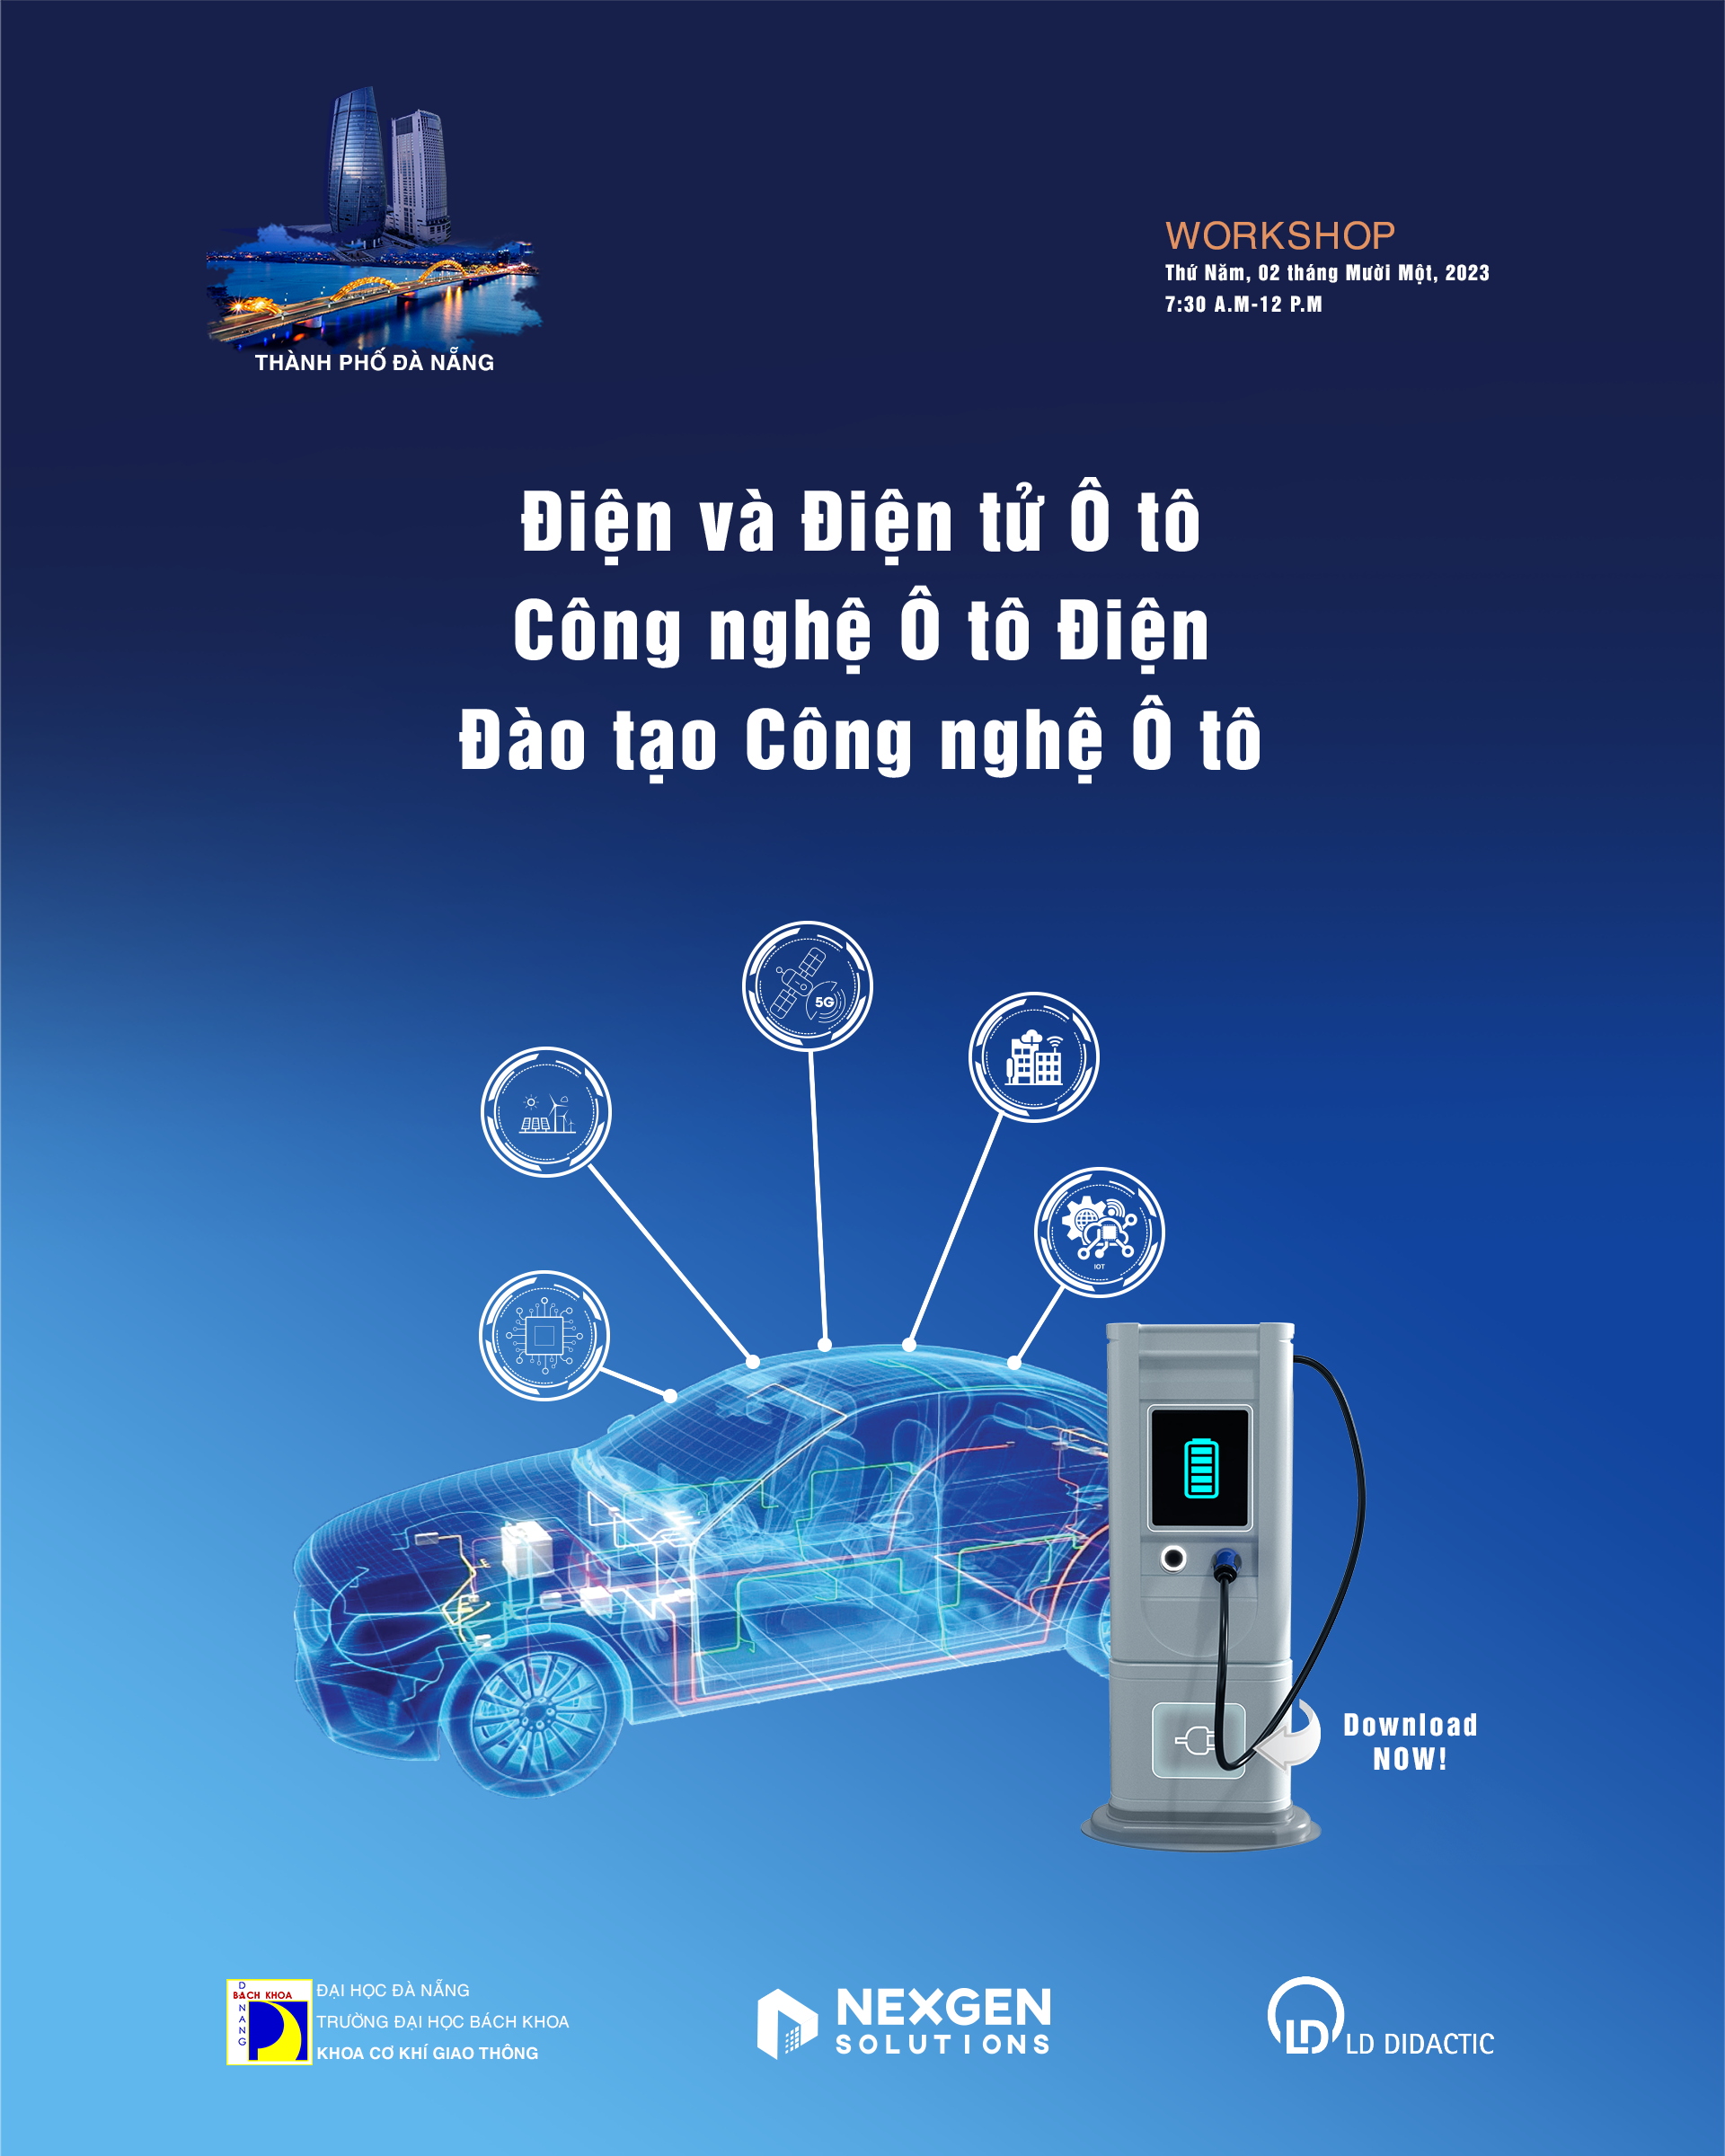 THÀNH PHỐ ĐÀ NẴNG
WORKSHOP
Thứ Năm, 02 tháng Mười Một, 2023
7:30 A.M-12 P.M
Điện và Điện tử Ô tô
Công nghệ Ô tô Điện
Đào tạo Công nghệ Ô tô
5G
IOT
Download
NOW!
DANANG
BÁCH KHOA
ĐẠI HỌC ĐÀ NẴNG
TRƯỜNG ĐẠI HỌC BÁCH KHOA
KHOA CƠ KHÍ GIAO THÔNG
NEXGEN
SOLUTIONS
LD
LD DIDACTIC